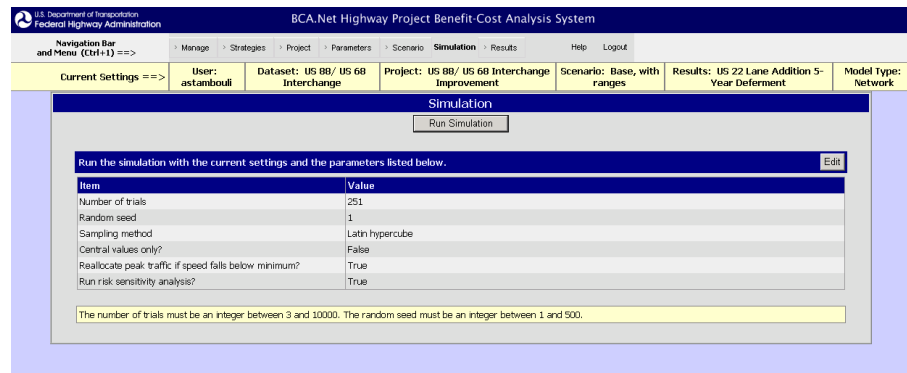 U.S. Department of Transportation
Federal Highway Administration
BCA.Net Highway Project Benefit-Cost Analysis System
Navigation Bar
and Menu (Ctrl+1) ==>
> Manage > Strategies > Project > Parameters > Scenario Simulation > Results Help Logout
Current Settings ==>
User:
astambouli
Dataset: US 88/ US 68
Interchange
Project: US 88/ US 68 Interchange
Improvement
Scenario: Base, with
ranges
Results: US 22 Lane Addition 5-
Year Deferment
Model Type:
Network
Simulation
Run Simulation
Run the simulation with the current settings and the parameters listed below.
Edit
Item Value
Number of trials 251
Random seed 1
Sampling method Latin hypercube
Central values only? False
Reallocate peak traffic if speed falls below minimum? True
Run risk sensitivity analysis? True
The number of trials must be an integer between 3 and 10000. The random seed must be an integer between 1 and 500.